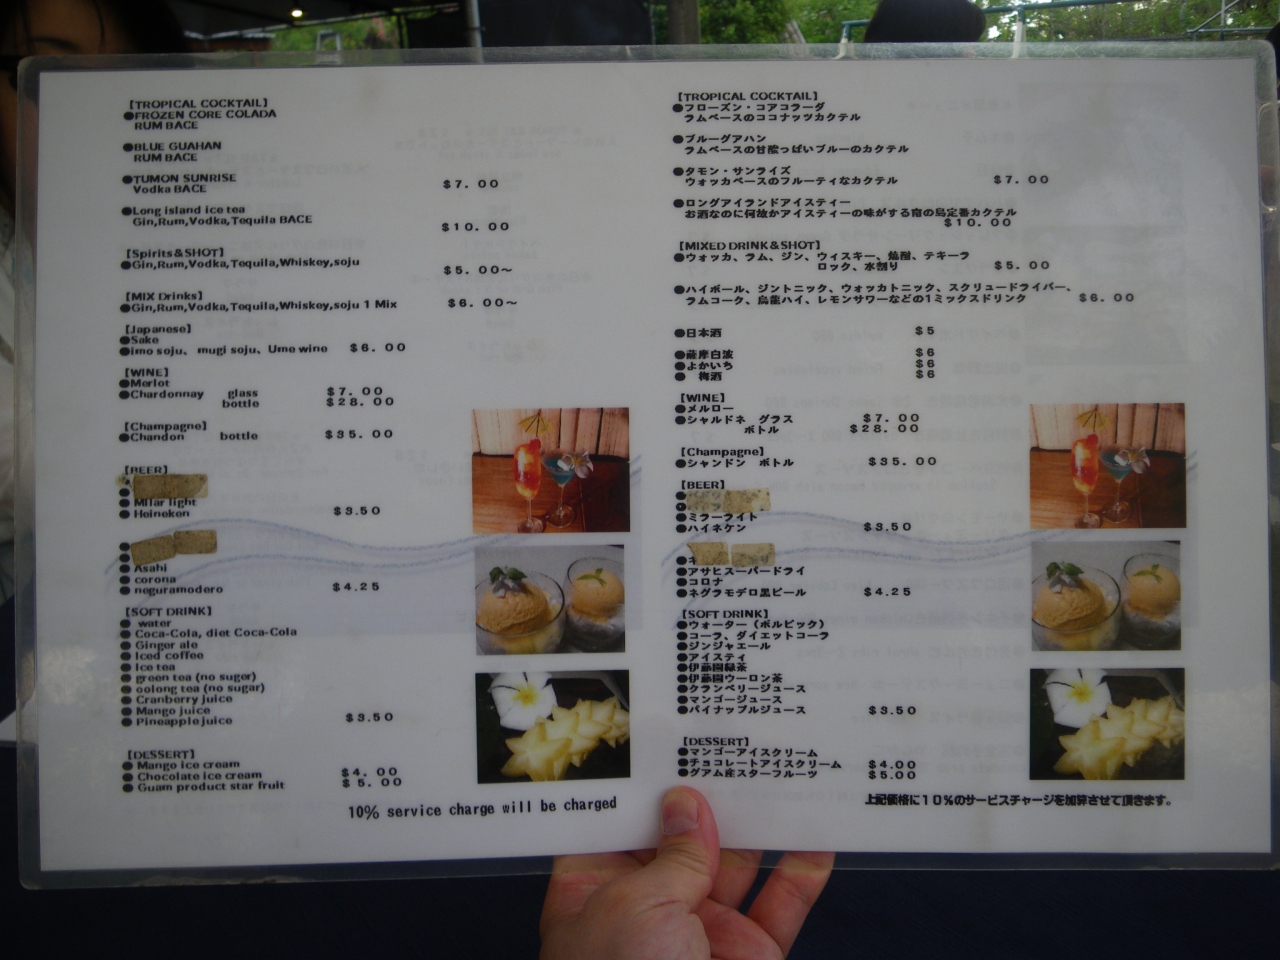 [TROPICAL COCKTAIL]
●FROZEN CORE COLADA
RUM BACE
●BLUE GUAHAN
RUM BACE
●TUMON SUNRISE
Vodka BACE $7.00
●Long island ice tea
Gin,Rum,Vodka,Tequila BACE $10.00
[Spirits&SHOT]
●Gin,Rum,Vodka,Tequila,Whiskey,soju $5.00~
[MIX Drinks]
●Gin,Rum,Vodka,Tequila,Whiskey,soju 1 Mix $6.00~
[Japanese]
●Sake
●imo soju、 mugi soju、Ume wine $6.00
[WINE]
●Merlot
●Chardonnay glass $7.00
bottle $28.00
[Champagne]
●Chandon bottle $35.00
[BEER]
●Millar light
●Heineken $3.50
●Asahi
●corona
●neguramodero $4.25
[SOFT DRINK]
● water
●Coca-Cola, diet Coca-Cola
●Ginger ale
●Iced coffee
●Ice tea
●green tea (no suger)
●oolong tea (no sugar)
●Cranberry juice
●Mango juice
●Pineapple juice $3.50
[DESSERT]
●Mango ice cream
●Chocolate ice cream $4.00
●Guam product star fruit $5.00
10% service charge will be charged
[TROPICAL COCKTAIL]
●フローズン・コアコラーダ
ラムベースのココナッツカクテル
●ブルーグアハン
ラムベースの甘酸っぱいブルーのカクテル
●タモン・サンライズ
ウォッカベースのフルーティなカクテル $7.00
●ロングアイランドアイスティー
お酒なのに何故かアイスティーの味がする南の島定番カクテル
$10.00
[MIXED DRINK&SHOT]
●ウォッカ、ラム、ジン、ウィスキー、焼酎、テキーラ
ロック、水割り $5.00
●ハイボール、ジントニック、ウォッカトニック、スクリュードライバー、
ラムコーク、烏龍ハイ、レモンサワーなどの1ミックスドリンク $6.00
●日本酒 $5
●薩摩白波 $6
●よかいち $6
● 梅酒 $6
[WINE]
●メルロー
●シャルドネ グラス $7.00
ボトル $28.00
[Champagne]
●シャンドン ボトル $35.00
[BEER]
●ミラーライト
●ハイネケン $3.50
●アサヒスーパードライ
●コロナ
●ネグラモデロ黒ビール $4.25
[SOFT DRINK]
●ウォーター（ボルビック）
●コーラ、ダイエットコーラ
●ジンジャエール
●アイスティ
●伊藤園緑茶
●伊藤園ウーロン茶
●クランベリージュース
●マンゴージュース
●パイナップルジュース $3.50
[DESSERT]
●マンゴーアイスクリーム
●チョコレートアイスクリーム $4.00
●グアム産スターフルーツ $5.00
上記価格に10%のサービスチャージを加算させて頂きます。